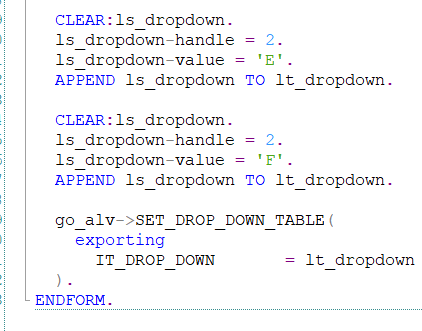 CLEAR:ls_dropdown.
ls_dropdown-handle = 2.
ls_dropdown-value = 'E'.
APPEND ls_dropdown TO lt_dropdown.
CLEAR:ls_dropdown.
ls_dropdown-handle = 2.
ls_dropdown-value = 'F'.
APPEND ls_dropdown TO lt_dropdown.
go_alv->SET_DROP_DOWN_TABLE(
exporting
IT_DROP_DOWN = lt_dropdown
).
ENDFORM.